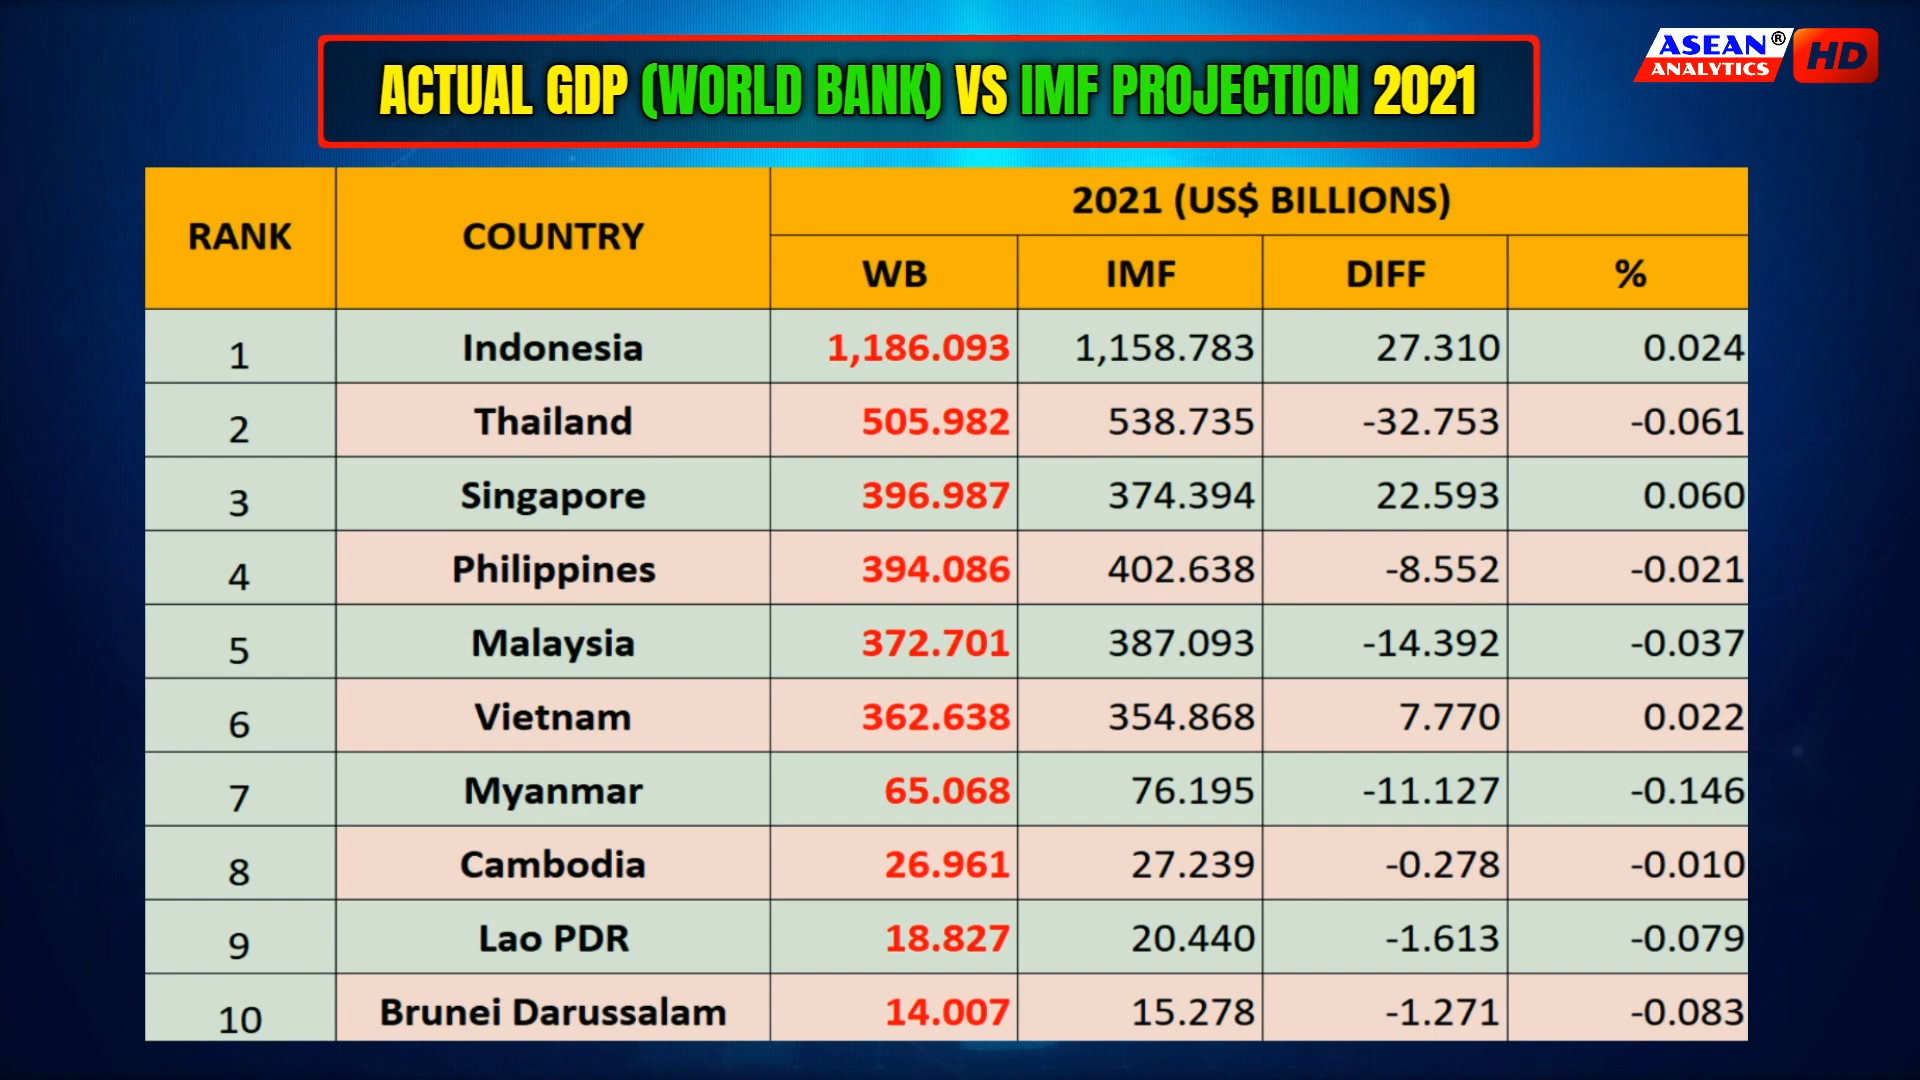 ACTUAL GDP (WORLD BANK) VS IMF PROJECTION 2021
ASEAN®
ANALYTICS
HD
RANK COUNTRY 2021 (US$ BILLIONS)
WB IMF DIFF %
1 Indonesia 1,186.093 1,158.783 27.310 0.024
2 Thailand 505.982 538.735 -32.753 -0.061
3 Singapore 396.987 374.394 22.593 0.060
4 Philippines 394.086 402.638 -8.552 -0.021
5 Malaysia 372.701 387.093 -14.392 -0.037
6 Vietnam 362.638 354.868 7.770 0.022
7 Myanmar 65.068 76.195 -11.127 -0.146
8 Cambodia 26.961 27.239 -0.278 -0.010
9 Lao PDR 18.827 20.440 -1.613 -0.079
10 Brunei Darussalam 14.007 15.278 -1.271 -0.083